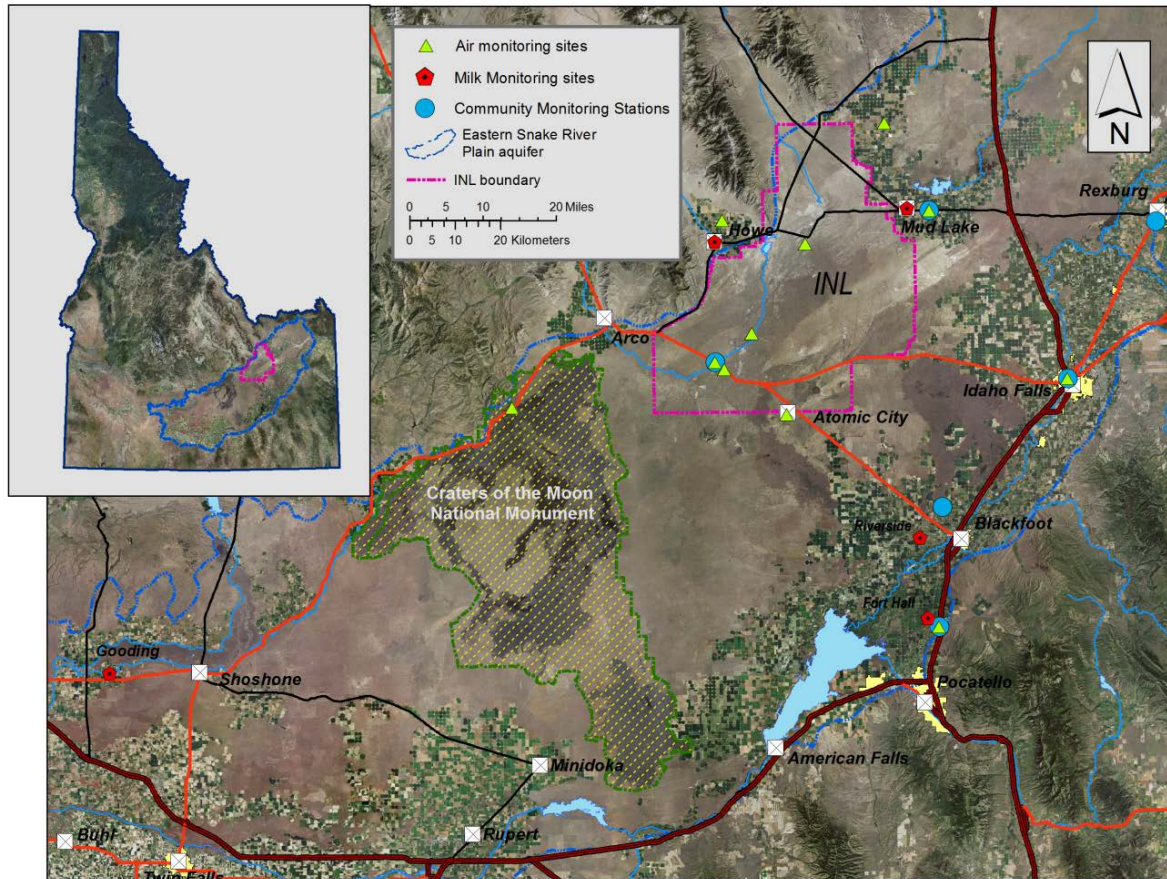 Air monitoring sites
Milk Monitoring sites
Community Monitoring Stations
Eastern Snake River
Plain aquifer
INL boundary
0 5 10 20 Miles
0 5 10 20 Kilometers
N
Rexburg
Howe
Mud Lake
INL
Arco
Idaho Falls
Atomic City
Craters of the Moon
National Monument
Riverside
Blackfoot
Fort Hall
Gooding
Shoshone
Pocatello
American Falls
Minidoka
Rupert
Buhl
Twin Falls